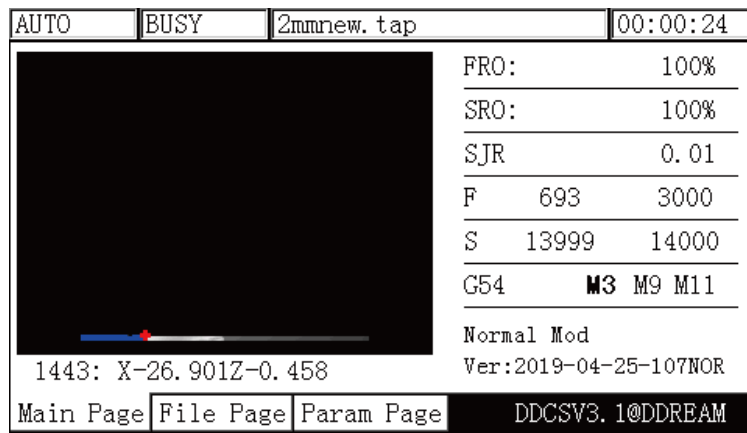 AUTO BUSY 2mmnew.tap 00:00:24
FRO: 100%
SRO: 100%
SJR 0.01
F 693 3000
S 13999 14000
G54 M3 M9 M11
Normal Mod
1443: X-26.901Z-0.458
Ver:2019-04-25-107NOR
Main Page File Page Param Page DDCSV3.1@DDREAM